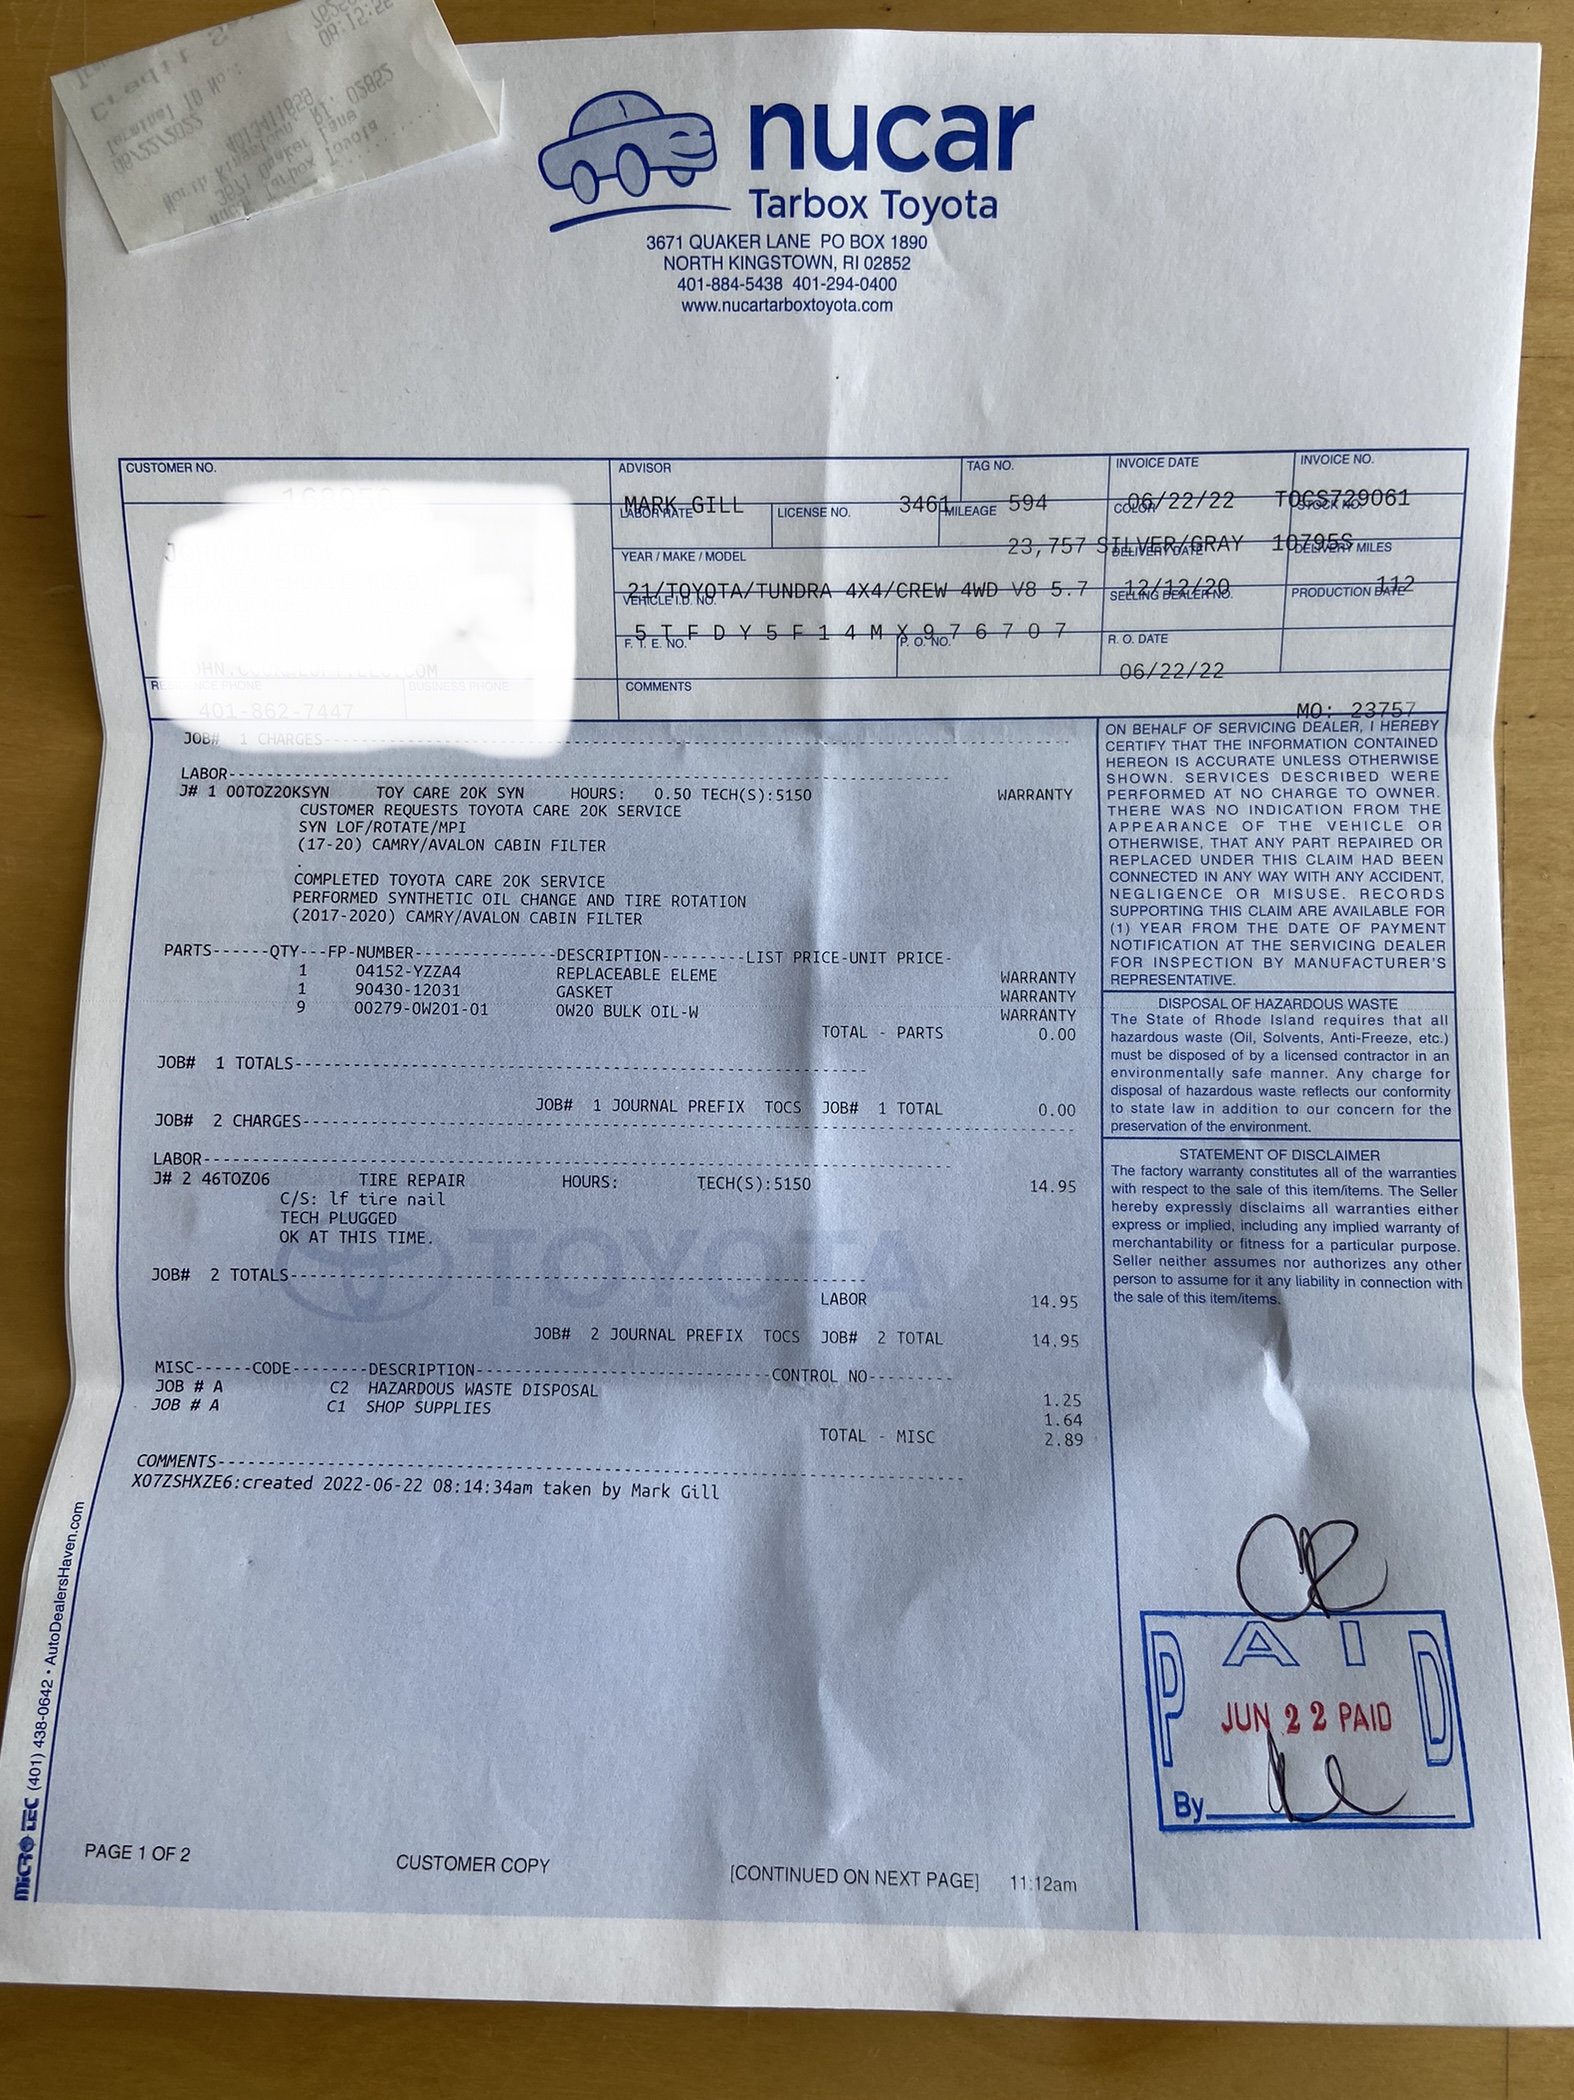 nucar
Tarbox Toyota
3671 QUAKER LANE PO BOX 1890
NORTH KINGSTOWN, RI 02852
401-884-5438 401-294-0400
www.nucartarboxtoyota.com
CUSTOMER NO.
ADVISOR
TAG NO.
INVOICE DATE
INVOICE NO.
MARK GILL 3461 594 06/22/22 TOCS729061
LABOR RATE
LICENSE NO.
MILEAGE
COLOR
STOCK NO.
23,757 SILVER/GRAY 10795S
YEAR / MAKE / MODEL
DELIVERY DATE
DELIVERY MILES
21/TOYOTA/TUNDRA 4X4/CREW 4WD V8 5.7 12/12/20 112
VEHICLE I.D. NO.
SELLING DEALER NO.
PRODUCTION DATE
5 T F D Y 5 F 1 4 M X 9 7 6 7 0 7
F. T. E. NO.
P. O. NO.
R. O. DATE
06/22/22
BUSINESS PHONE
COMMENTS
401-862-7447
MO: 23757
JOB# 1 CHARGES
LABOR
J# 1 00TOZ20KSYN TOY CARE 20K SYN HOURS: 0.50 TECH(S):5150 WARRANTY
CUSTOMER REQUESTS TOYOTA CARE 20K SERVICE
SYN LOF/ROTATE/MPI
(17-20) CAMRY/AVALON CABIN FILTER
.
COMPLETED TOYOTA CARE 20K SERVICE
PERFORMED SYNTHETIC OIL CHANGE AND TIRE ROTATION
(2017-2020) CAMRY/AVALON CABIN FILTER
PARTS------QTY---FP-NUMBER---------------DESCRIPTION---------LIST PRICE-UNIT PRICE-
1 04152-YZZA4 REPLACEABLE ELEME WARRANTY
1 90430-12031 GASKET WARRANTY
9 00279-0W201-01 0W20 BULK OIL-W WARRANTY
TOTAL - PARTS 0.00
JOB# 1 TOTALS
JOB# 1 JOURNAL PREFIX TOCS JOB# 1 TOTAL 0.00
JOB# 2 CHARGES
LABOR
J# 2 46TOZ06 TIRE REPAIR HOURS: TECH(S):5150 14.95
C/S: lf tire nail
TECH PLUGGED
OK AT THIS TIME.
TOYOTA
JOB# 2 TOTALS
LABOR 14.95
JOB# 2 JOURNAL PREFIX TOCS JOB# 2 TOTAL 14.95
MISC------CODE--------DESCRIPTION------------------------------CONTROL NO---------
JOB # A C2 HAZARDOUS WASTE DISPOSAL 1.25
JOB # A C1 SHOP SUPPLIES 1.64
TOTAL - MISC 2.89
COMMENTS
X07ZSHXZE6:created 2022-06-22 08:14:34am taken by Mark Gill
ON BEHALF OF SERVICING DEALER, I HEREBY
CERTIFY THAT THE INFORMATION CONTAINED
HEREON IS ACCURATE UNLESS OTHERWISE
SHOWN. SERVICES DESCRIBED WERE
PERFORMED AT NO CHARGE TO OWNER.
THERE WAS NO INDICATION FROM THE
APPEARANCE OF THE VEHICLE OR
OTHERWISE, THAT ANY PART REPAIRED OR
REPLACED UNDER THIS CLAIM HAD BEEN
CONNECTED IN ANY WAY WITH ANY ACCIDENT,
NEGLIGENCE OR MISUSE. RECORDS
SUPPORTING THIS CLAIM ARE AVAILABLE FOR
(1) YEAR FROM THE DATE OF PAYMENT
NOTIFICATION AT THE SERVICING DEALER
FOR INSPECTION BY MANUFACTURER'S
REPRESENTATIVE.
DISPOSAL OF HAZARDOUS WASTE
The State of Rhode Island requires that all
hazardous waste (Oil, Solvents, Anti-Freeze, etc.)
must be disposed of by a licensed contractor in an
environmentally safe manner. Any charge for
disposal of hazardous waste reflects our conformity
to state law in addition to our concern for the
preservation of the environment.
STATEMENT OF DISCLAIMER
The factory warranty constitutes all of the warranties
with respect to the sale of this item/items. The Seller
hereby expressly disclaims all warranties either
express or implied, including any implied warranty of
merchantability or fitness for a particular purpose.
Seller neither assumes nor authorizes any other
person to assume for it any liability in connection with
the sale of this item/items.
PAID
JUN 22 PAID
By
MICRO TEC (401) 438-0642 • AutoDealersHaven.com
PAGE 1 OF 2
CUSTOMER COPY
[CONTINUED ON NEXT PAGE] 11:12am